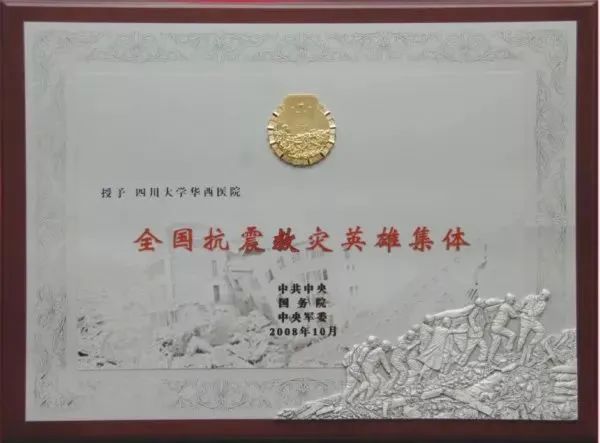 授予 四川大学华西医院
全国抗震救灾英雄集体
中共中央
国务院
中央军委
2008年10月